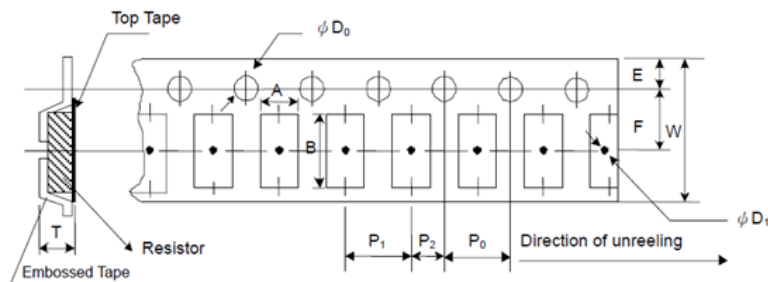 Top Tape
ϕD₀
A
B
E
F
W
T
Resistor
Embossed Tape
P₁
P₂
P₀
Direction of unreeling
ϕD₁